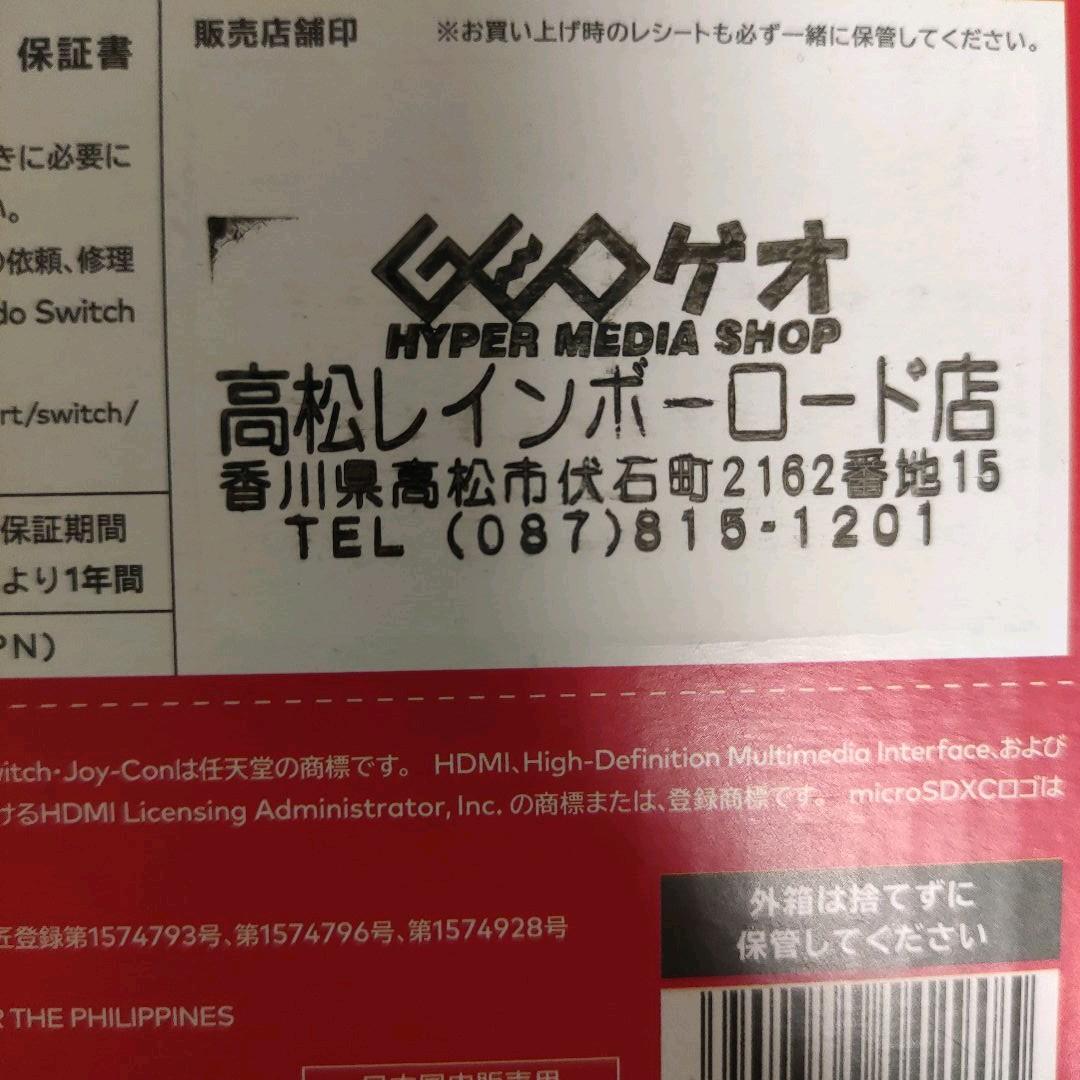 保証書
販売店舗印
※お買い上げ時のレシートも必ず一緒に保管してください。
きに必要に
い。
の依頼、修理
do Switch
rt/switch/
保証期間
より1年間
PN)
GEO ゲオ
HYPER MEDIA SHOP
高松レインボーロード店
香川県高松市伏石町2162番地15
TEL (087)815-1201
witch・Joy-Conは任天堂の商標です。 HDMI、High-Definition Multimedia Interface、および
けるHDMI Licensing Administrator, Inc. の商標または、登録商標です。 microSDXCロゴは
匠登録第1574793号、第1574796号、第1574928号
R THE PHILIPPINES
外箱は捨てずに
保管してください
日本国内販売用